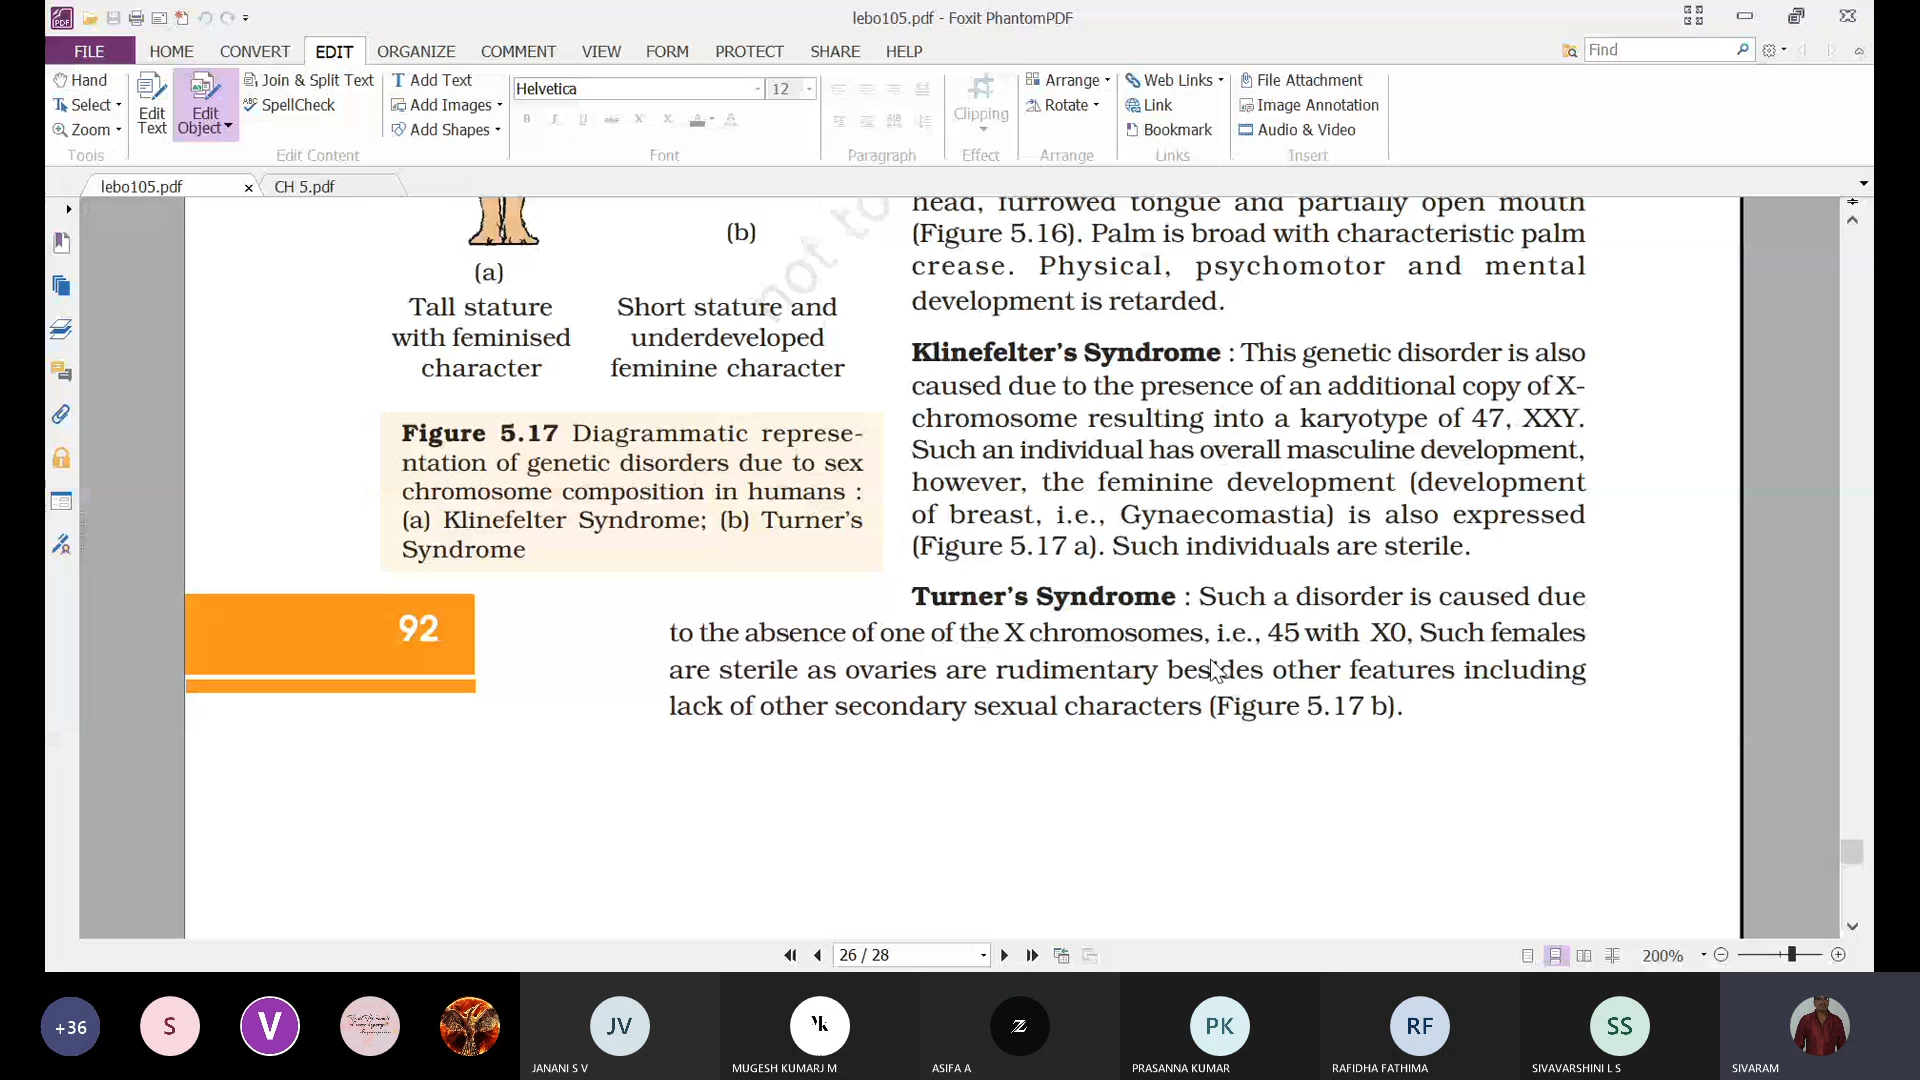 lebo105.pdf - Foxit PhantomPDF
FILE HOME CONVERT EDIT ORGANIZE COMMENT VIEW FORM PROTECT SHARE HELP
Find
Hand
Select
Zoom
Tools
Edit Text
Edit Object
Join & Split Text
SpellCheck
Edit Content
Add Text
Add Images
Add Shapes
Helvetica 12
Font
Paragraph
Clipping
Effect
Arrange
Rotate
Arrange
Web Links
Link
Bookmark
Links
File Attachment
Image Annotation
Audio & Video
Insert
lebo105.pdf CH 5.pdf
not to
(a)
(b)
Tall stature
with feminised
character
Short stature and
underdeveloped
feminine character
Figure 5.17 Diagrammatic represe-
ntation of genetic disorders due to sex
chromosome composition in humans :
(a) Klinefelter Syndrome; (b) Turner's
Syndrome
92
head, furrowed tongue and partially open mouth
(Figure 5.16). Palm is broad with characteristic palm
crease. Physical, psychomotor and mental
development is retarded.
Klinefelter's Syndrome : This genetic disorder is also
caused due to the presence of an additional copy of X-
chromosome resulting into a karyotype of 47, XXY.
Such an individual has overall masculine development,
however, the feminine development (development
of breast, i.e., Gynaecomastia) is also expressed
(Figure 5.17 a). Such individuals are sterile.
Turner's Syndrome : Such a disorder is caused due
to the absence of one of the X chromosomes, i.e., 45 with X0, Such females
are sterile as ovaries are rudimentary besides other features including
lack of other secondary sexual characters (Figure 5.17 b).
26 / 28
200%
+36
S
V
JV
JANANI S V
MUGESH KUMARJ M
ASIFA A
PK
PRASANNA KUMAR
RF
RAFIDHA FATHIMA
SS
SIVAVARSHINI L S
SIVARAM